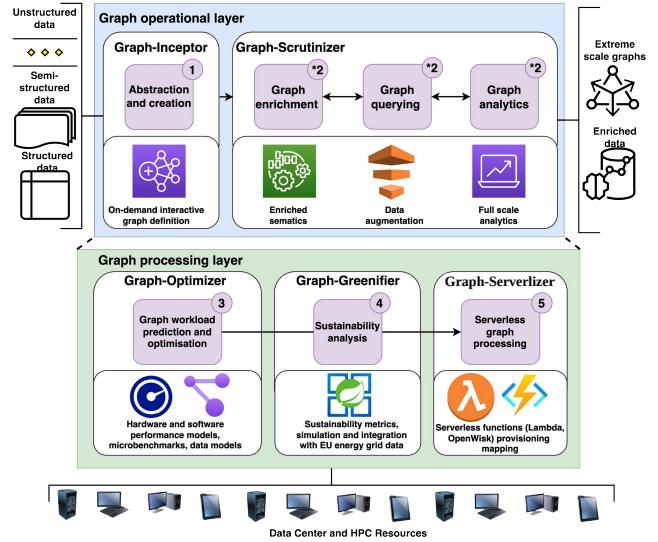 Unstructured
data
Semi-
structured
data
Structured
data
Graph operational layer
Graph-Inceptor
1
Abstraction
and creation
On-demand interactive
graph definition
Graph-Scrutinizer
*2
Graph
enrichment
*2
Graph
querying
*2
Graph
analytics
Enriched
sematics
Data
augmentation
Full scale
analytics
Extreme
scale graphs
Enriched
data
Graph processing layer
Graph-Optimizer
3
Graph workload
prediction and
optimisation
Hardware and software
performance models,
microbenchmarks, data models
Graph-Greenifier
4
Sustainability
analysis
Sustainability metrics,
simulation and integration
with EU energy grid data
Graph-Serverlizer
5
Serverless
graph
processing
λ
Serverless functions (Lambda,
OpenWisk) provisioning
mapping
Data Center and HPC Resources